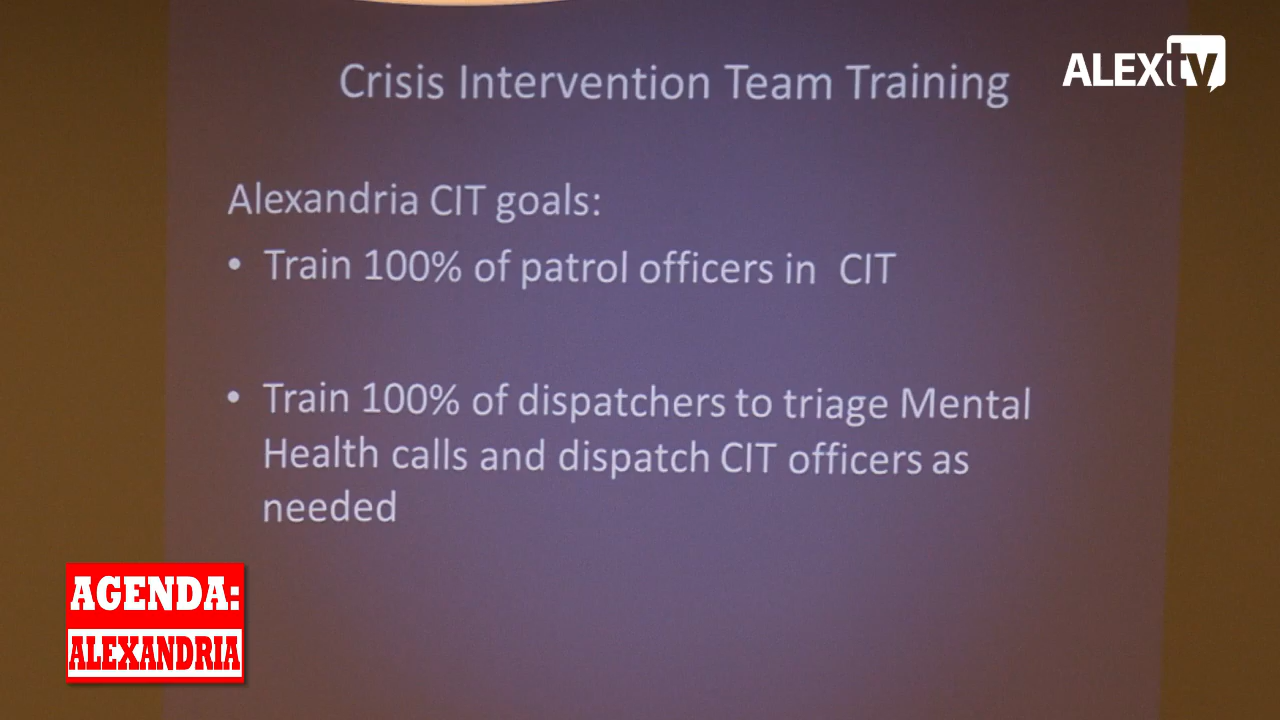 ALEXtv
Crisis Intervention Team Training
Alexandria CIT goals:
• Train 100% of patrol officers in CIT
• Train 100% of dispatchers to triage Mental
Health calls and dispatch CIT officers as
needed
AGENDA:
ALEXANDRIA